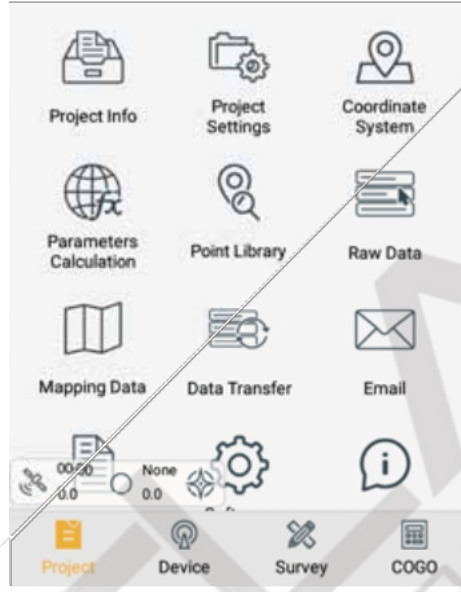 Project Info
Project
Settings
Coordinate
System
Parameters
Calculation
Point Library
Raw Data
Mapping Data
Data Transfer
Email
None
0.0
0.0
Project
Device
Survey
COGO